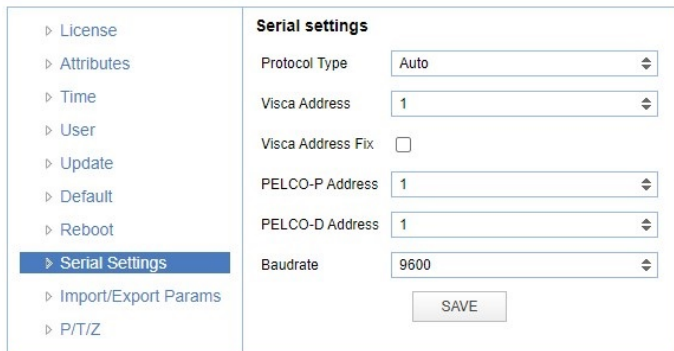 License
Attributes
Time
User
Update
Default
Reboot
Serial Settings
Import/Export Params
P/T/Z
Serial settings
Protocol Type Auto
Visca Address 1
Visca Address Fix
PELCO-P Address 1
PELCO-D Address 1
Baudrate 9600
SAVE